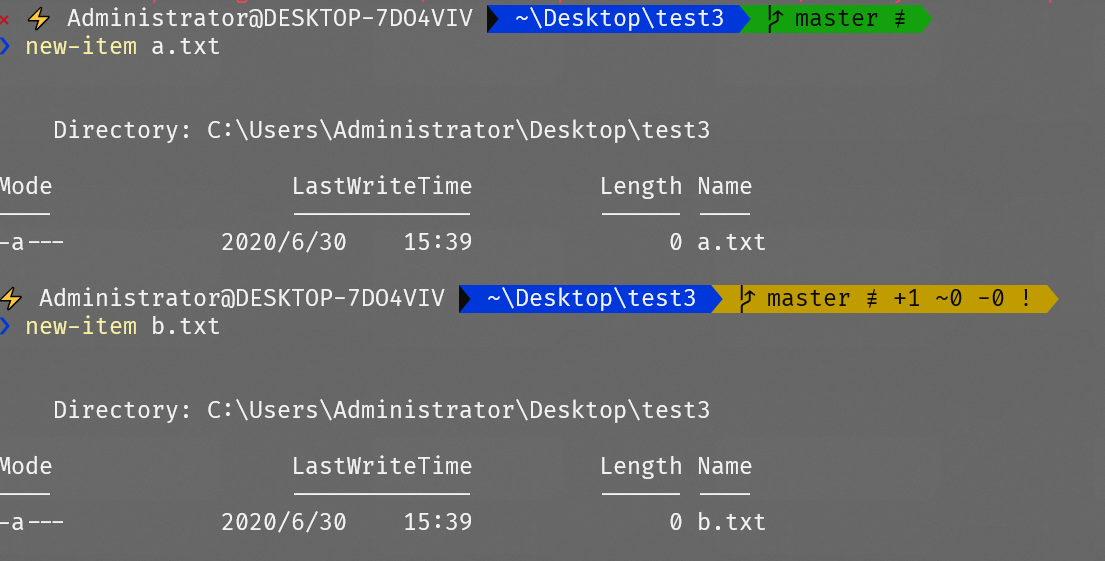 × ⚡ Administrator@DESKTOP-7DO4VIV ~\Desktop\test3 master ≢
❯ new-item a.txt
Directory: C:\Users\Administrator\Desktop\test3
Mode LastWriteTime Length Name
---- ------------- ------ ----
-a--- 2020/6/30 15:39 0 a.txt
⚡ Administrator@DESKTOP-7DO4VIV ~\Desktop\test3 master ≢ +1 ~0 -0 !
❯ new-item b.txt
Directory: C:\Users\Administrator\Desktop\test3
Mode LastWriteTime Length Name
---- ------------- ------ ----
-a--- 2020/6/30 15:39 0 b.txt